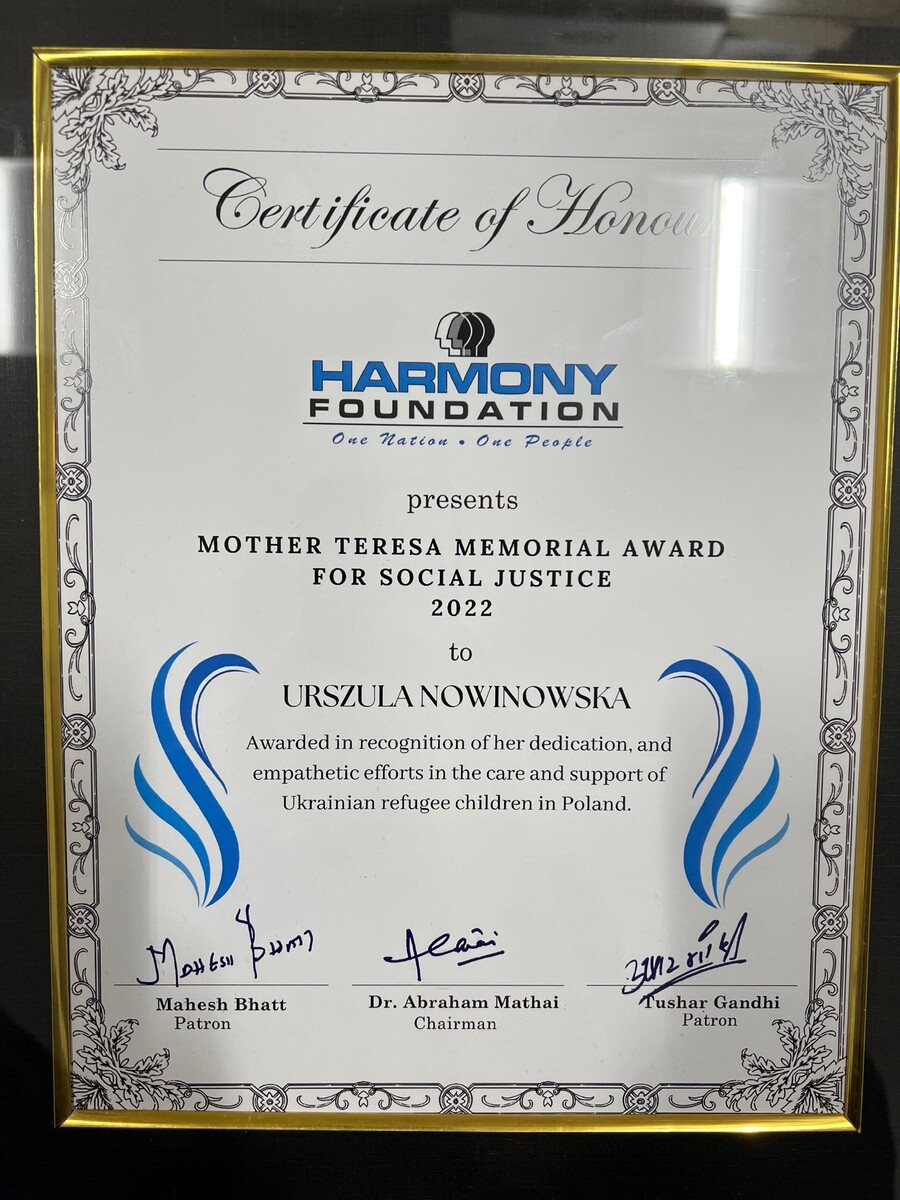 Certificate of Honour
HARMONY
FOUNDATION
One Nation • One People
presents
MOTHER TERESA MEMORIAL AWARD
FOR SOCIAL JUSTICE
2022
to
URSZULA NOWINOWSKA
Awarded in recognition of her dedication, and
empathetic efforts in the care and support of
Ukrainian refugee children in Poland.
Mahesh Bhatt
Dr. Abraham Mathai
Tushar Gandhi
Patron
Chairman
Patron